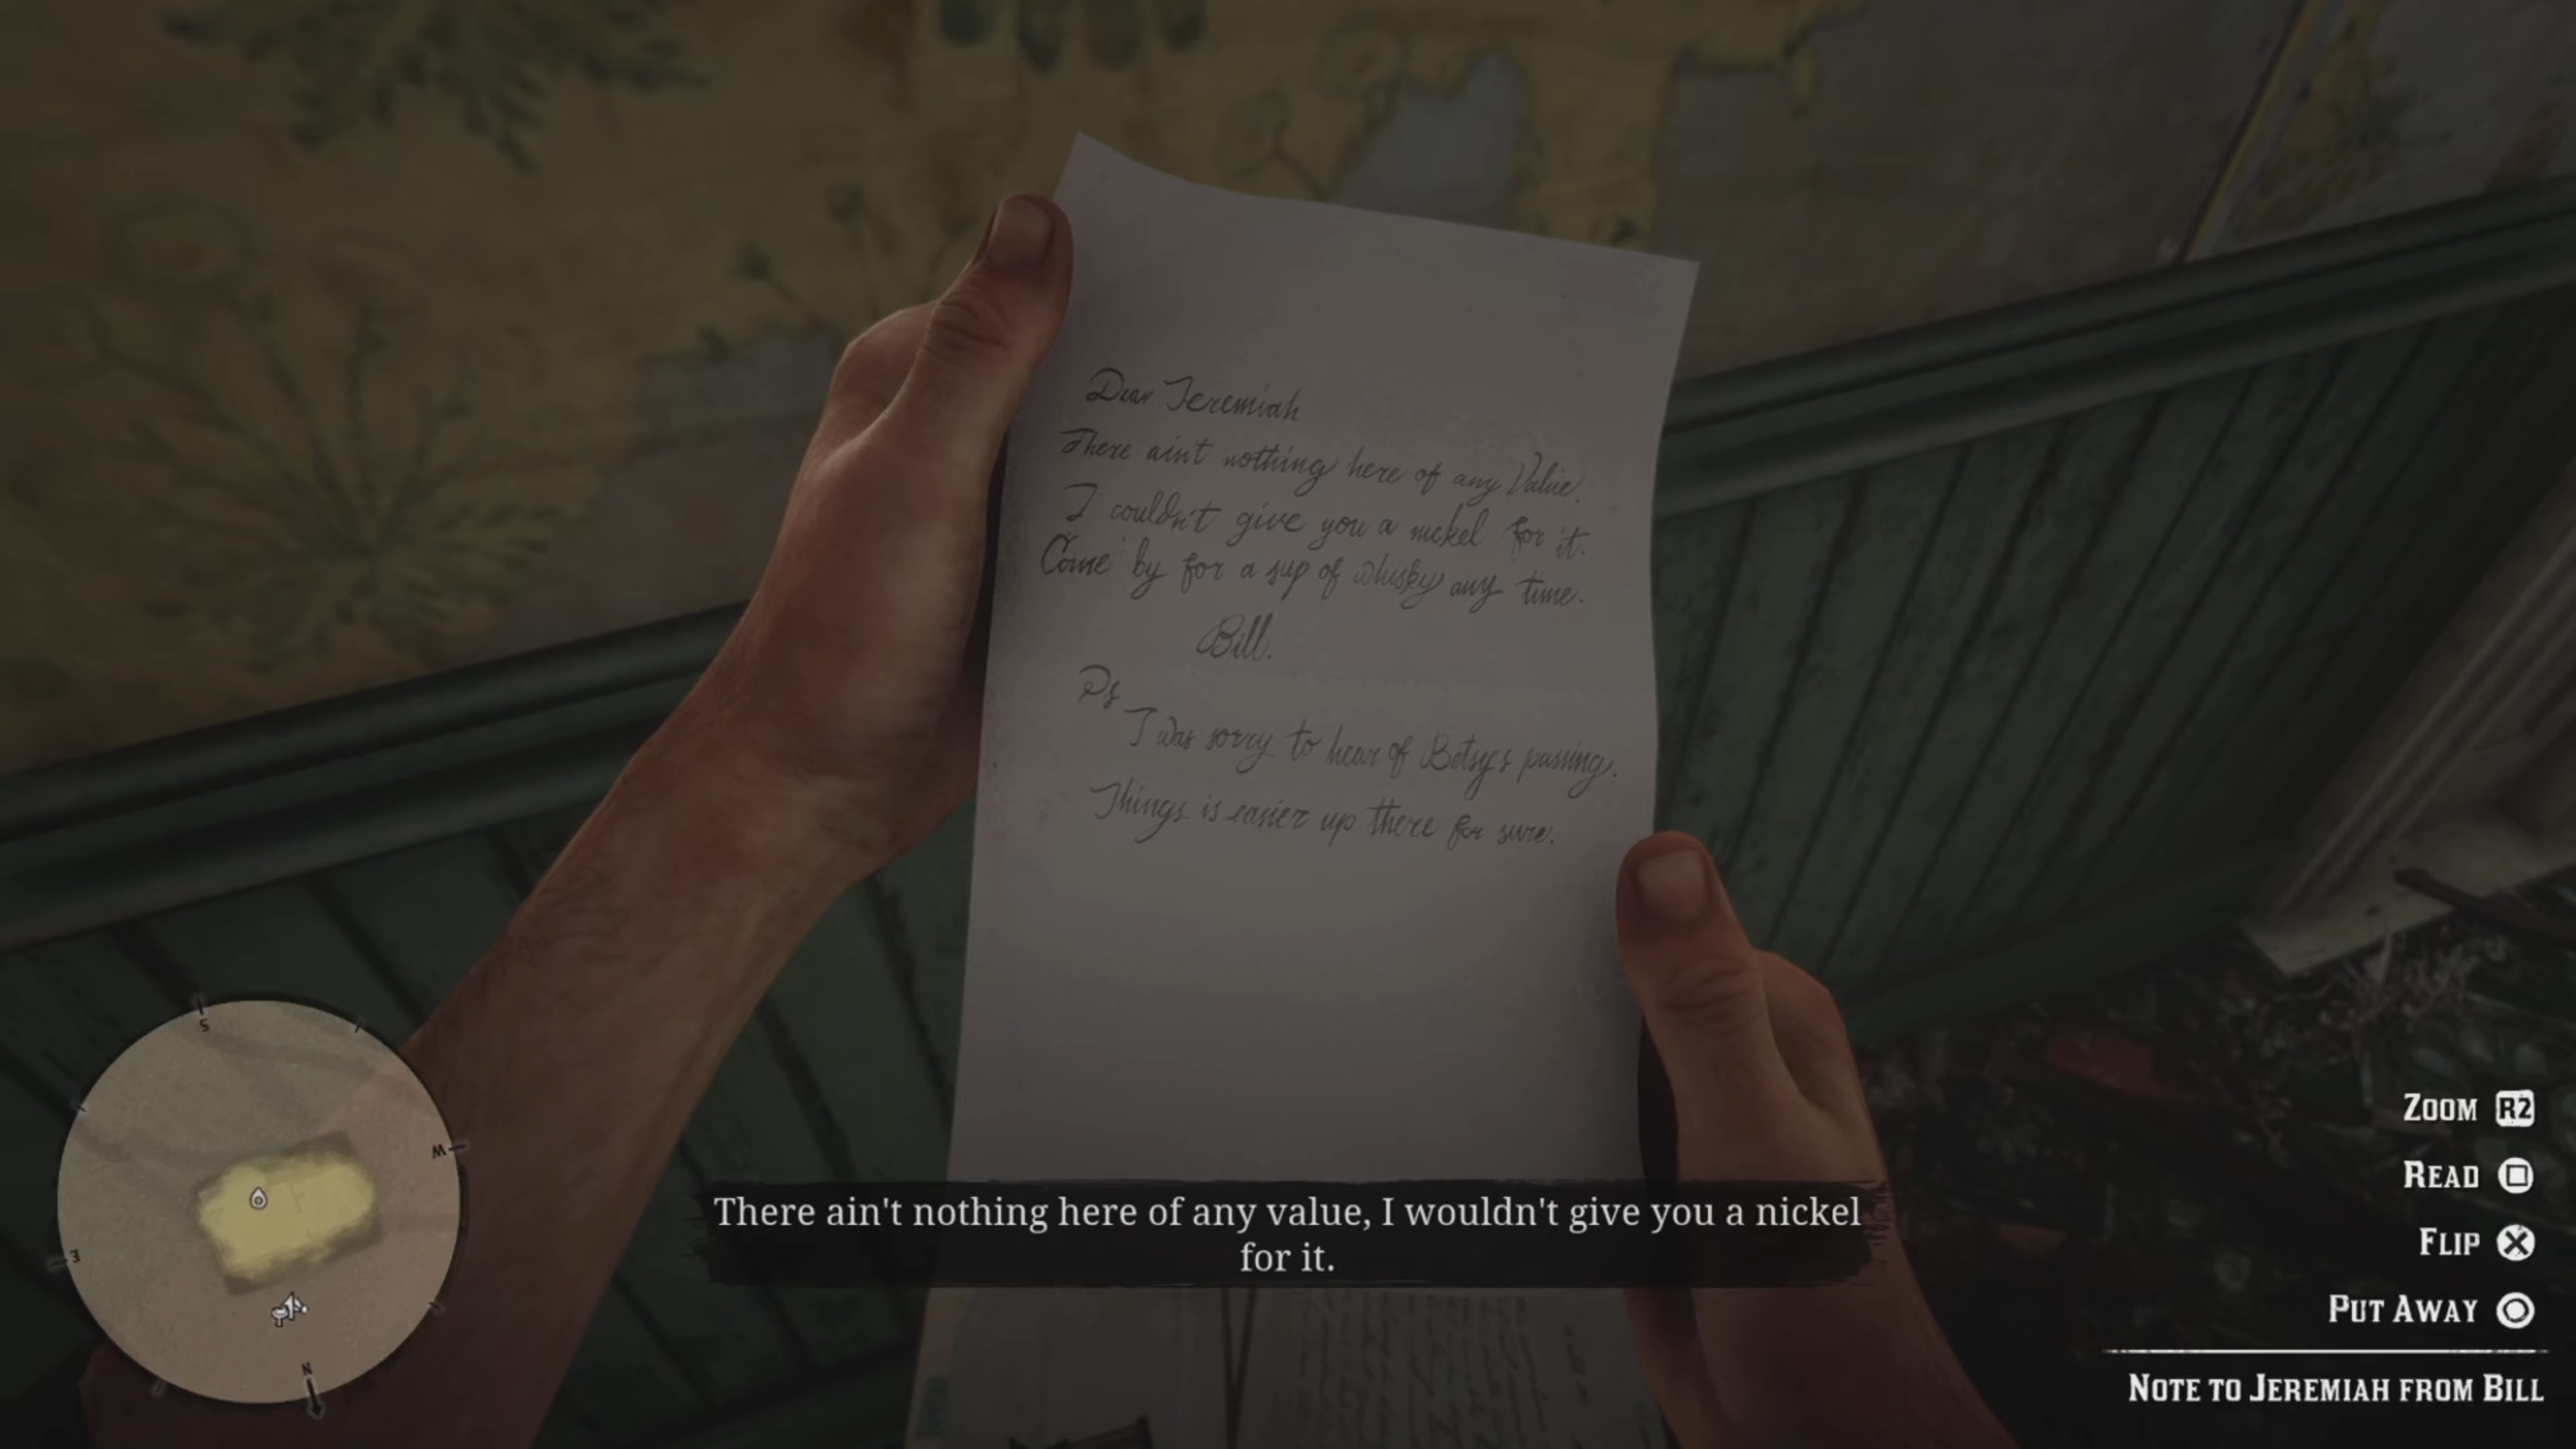 Dear Jeremiah
There ain't nothing here of any Value.
I couldn't give you a nickel for it.
Come by for a sup of whisky any time.
Bill.
Ps
I was sorry to hear of Betsy's passing.
Things is easier up there for sure.
There ain't nothing here of any value, I wouldn't give you a nickel
for it.
S
W
E
N
ZOOM R2
READ
FLIP
PUT AWAY
NOTE TO JEREMIAH FROM BILL